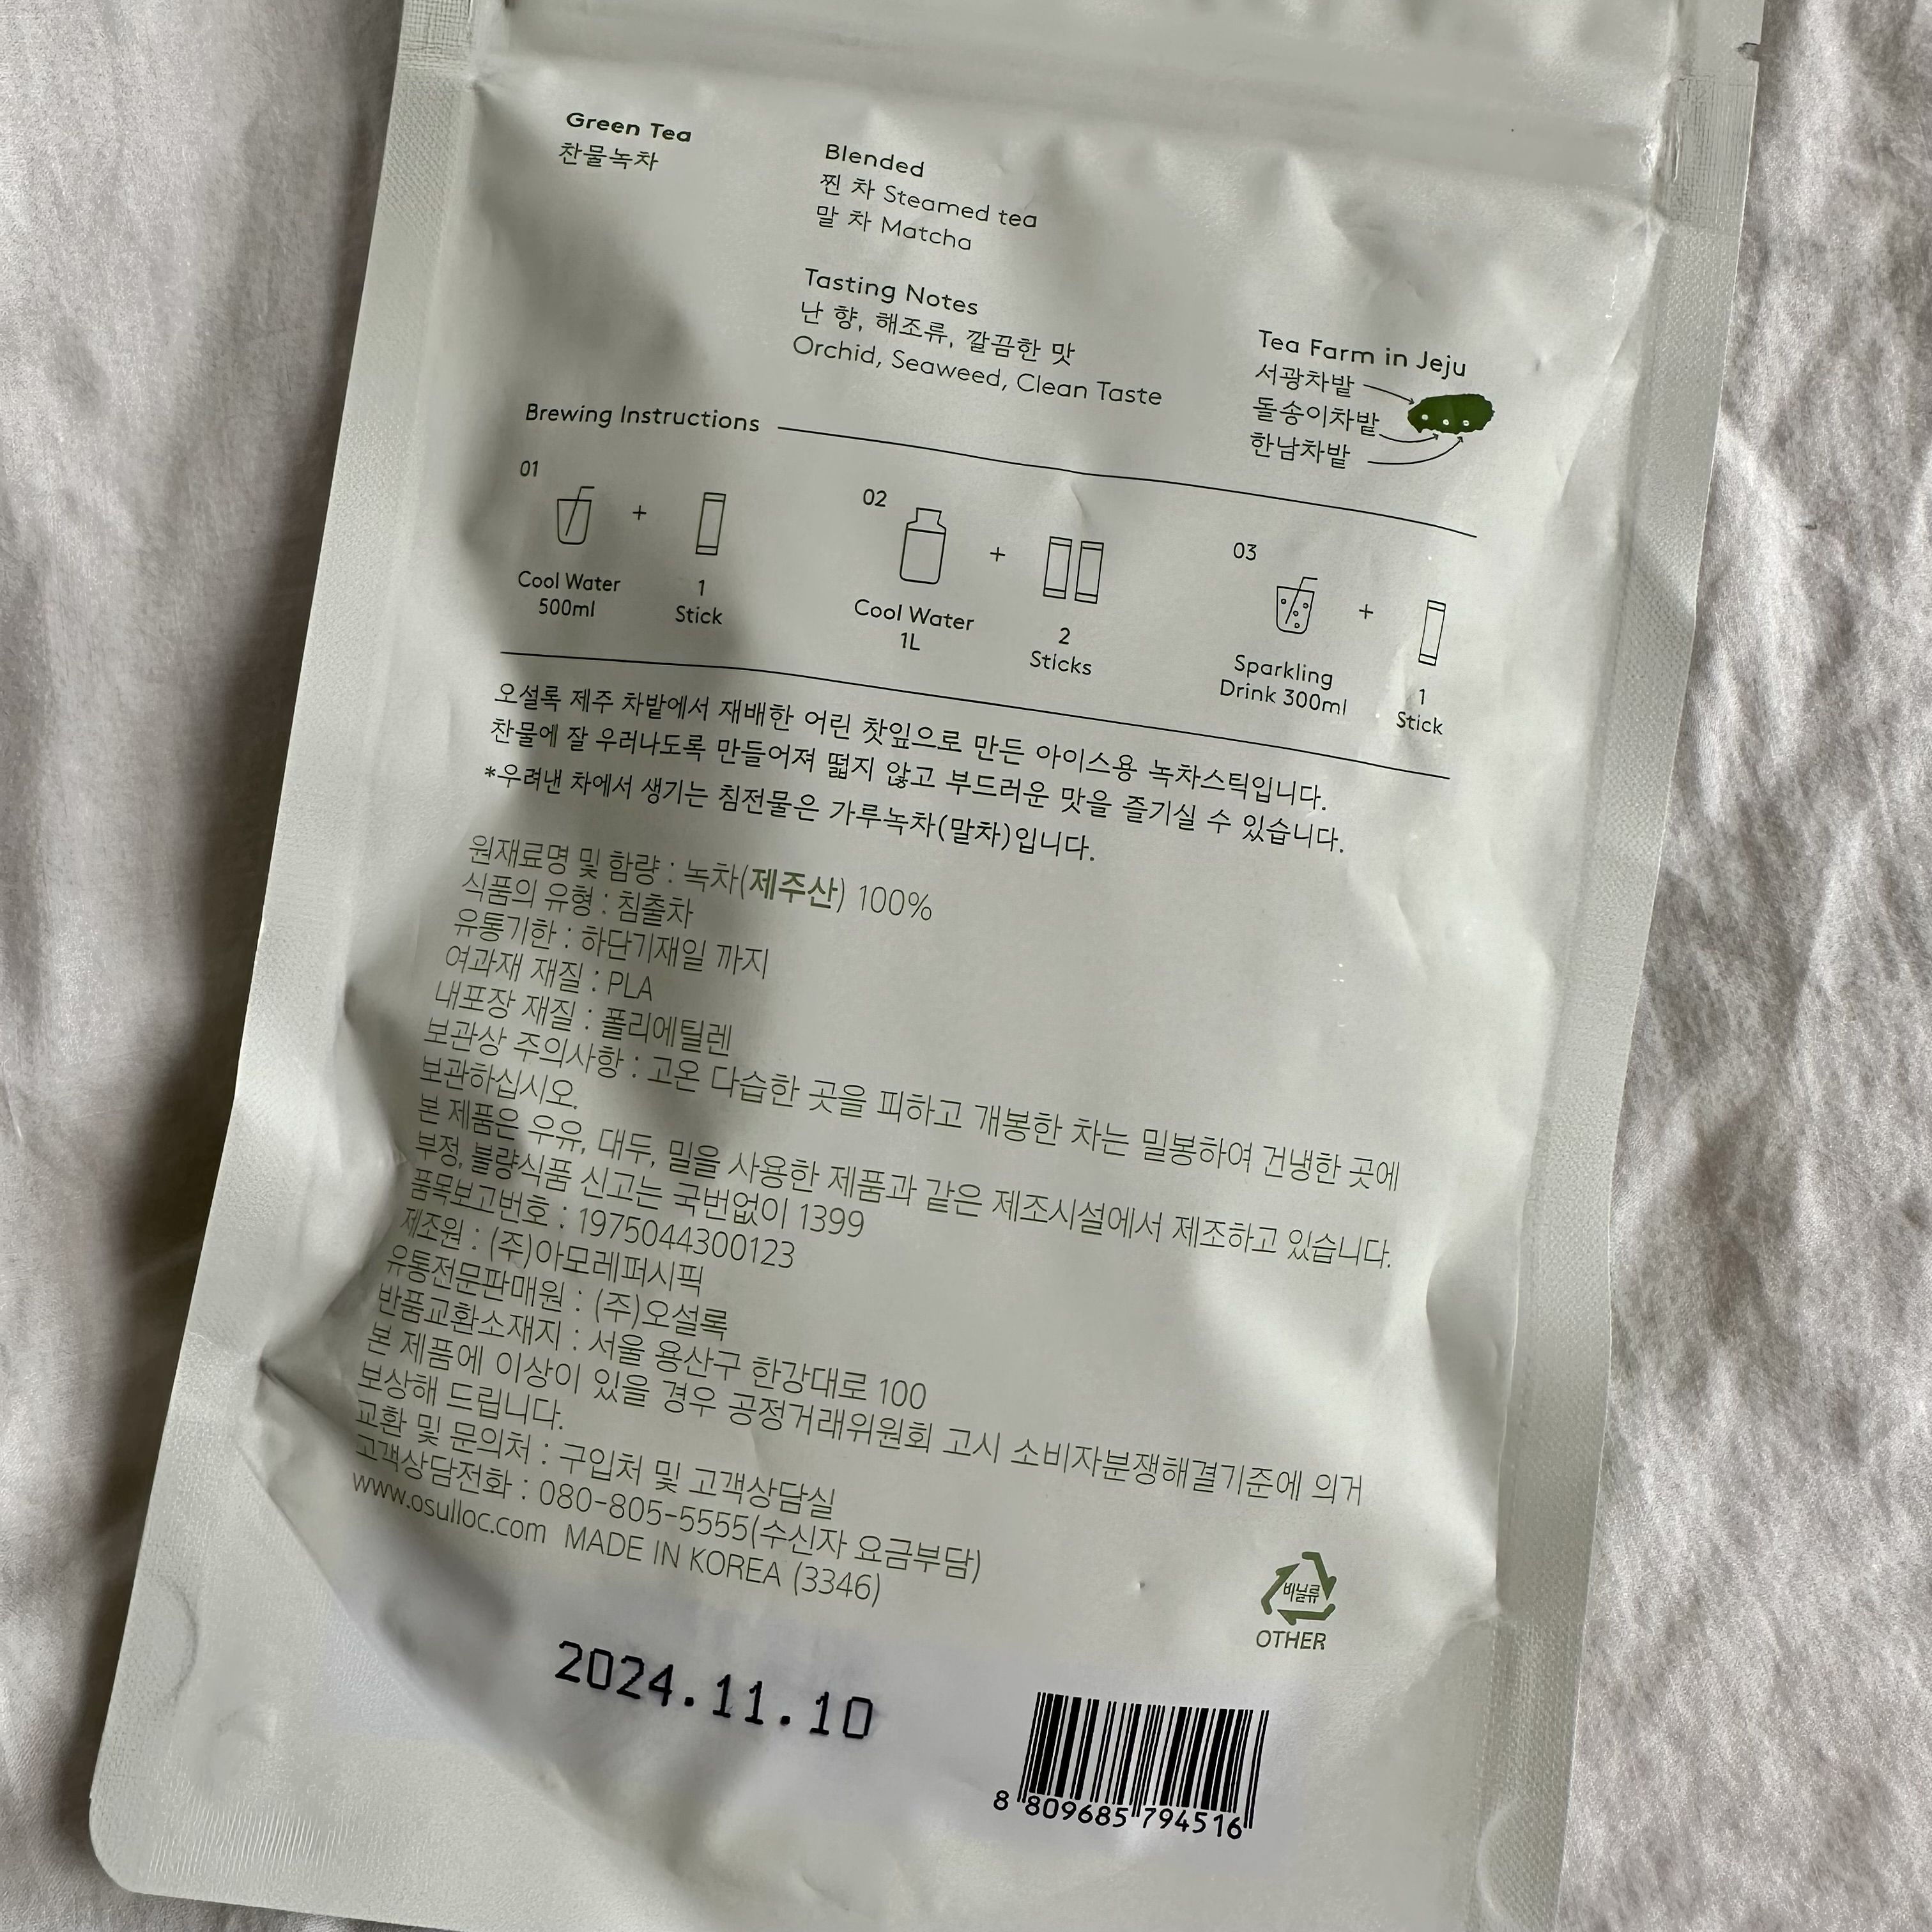 Green Tea
찬물녹차
Blended
찐 차 Steamed tea
말 차 Matcha
Tasting Notes
난 향, 해조류, 깔끔한 맛
Orchid, Seaweed, Clean Taste
Tea Farm in Jeju
서광차밭
돌송이차밭
한남차밭
Brewing Instructions
01
+
Cool Water
500ml
1
Stick
02
+
Cool Water
1L
2
Sticks
03
+
Sparkling
Drink 300ml
1
Stick
오설록 제주 차밭에서 재배한 어린 찻잎으로 만든 아이스용 녹차스틱입니다.
찬물에 잘 우러나도록 만들어져 떫지 않고 부드러운 맛을 즐기실 수 있습니다.
*우려낸 차에서 생기는 침전물은 가루녹차(말차)입니다.
원재료명 및 함량 : 녹차(제주산) 100%
식품의 유형 : 침출차
유통기한 : 하단기재일 까지
여과재 재질 : PLA
내포장 재질 : 폴리에틸렌
보관상 주의사항 : 고온 다습한 곳을 피하고 개봉한 차는 밀봉하여 건냉한 곳에
보관하십시오.
본 제품은 우유, 대두, 밀을 사용한 제품과 같은 제조시설에서 제조하고 있습니다.
부정, 불량식품 신고는 국번없이 1399
품목보고번호 : 1975044300123
제조원 : (주)아모레퍼시픽
유통전문판매원 : (주)오설록
반품교환소재지 : 서울 용산구 한강대로 100
본 제품에 이상이 있을 경우 공정거래위원회 고시 소비자분쟁해결기준에 의거
보상해 드립니다.
교환 및 문의처 : 구입처 및 고객상담실
고객상담전화 : 080-805-5555(수신자 요금부담)
www.osulloc.com MADE IN KOREA (3346)
비닐류
OTHER
2024.11.10
8 809685 794516